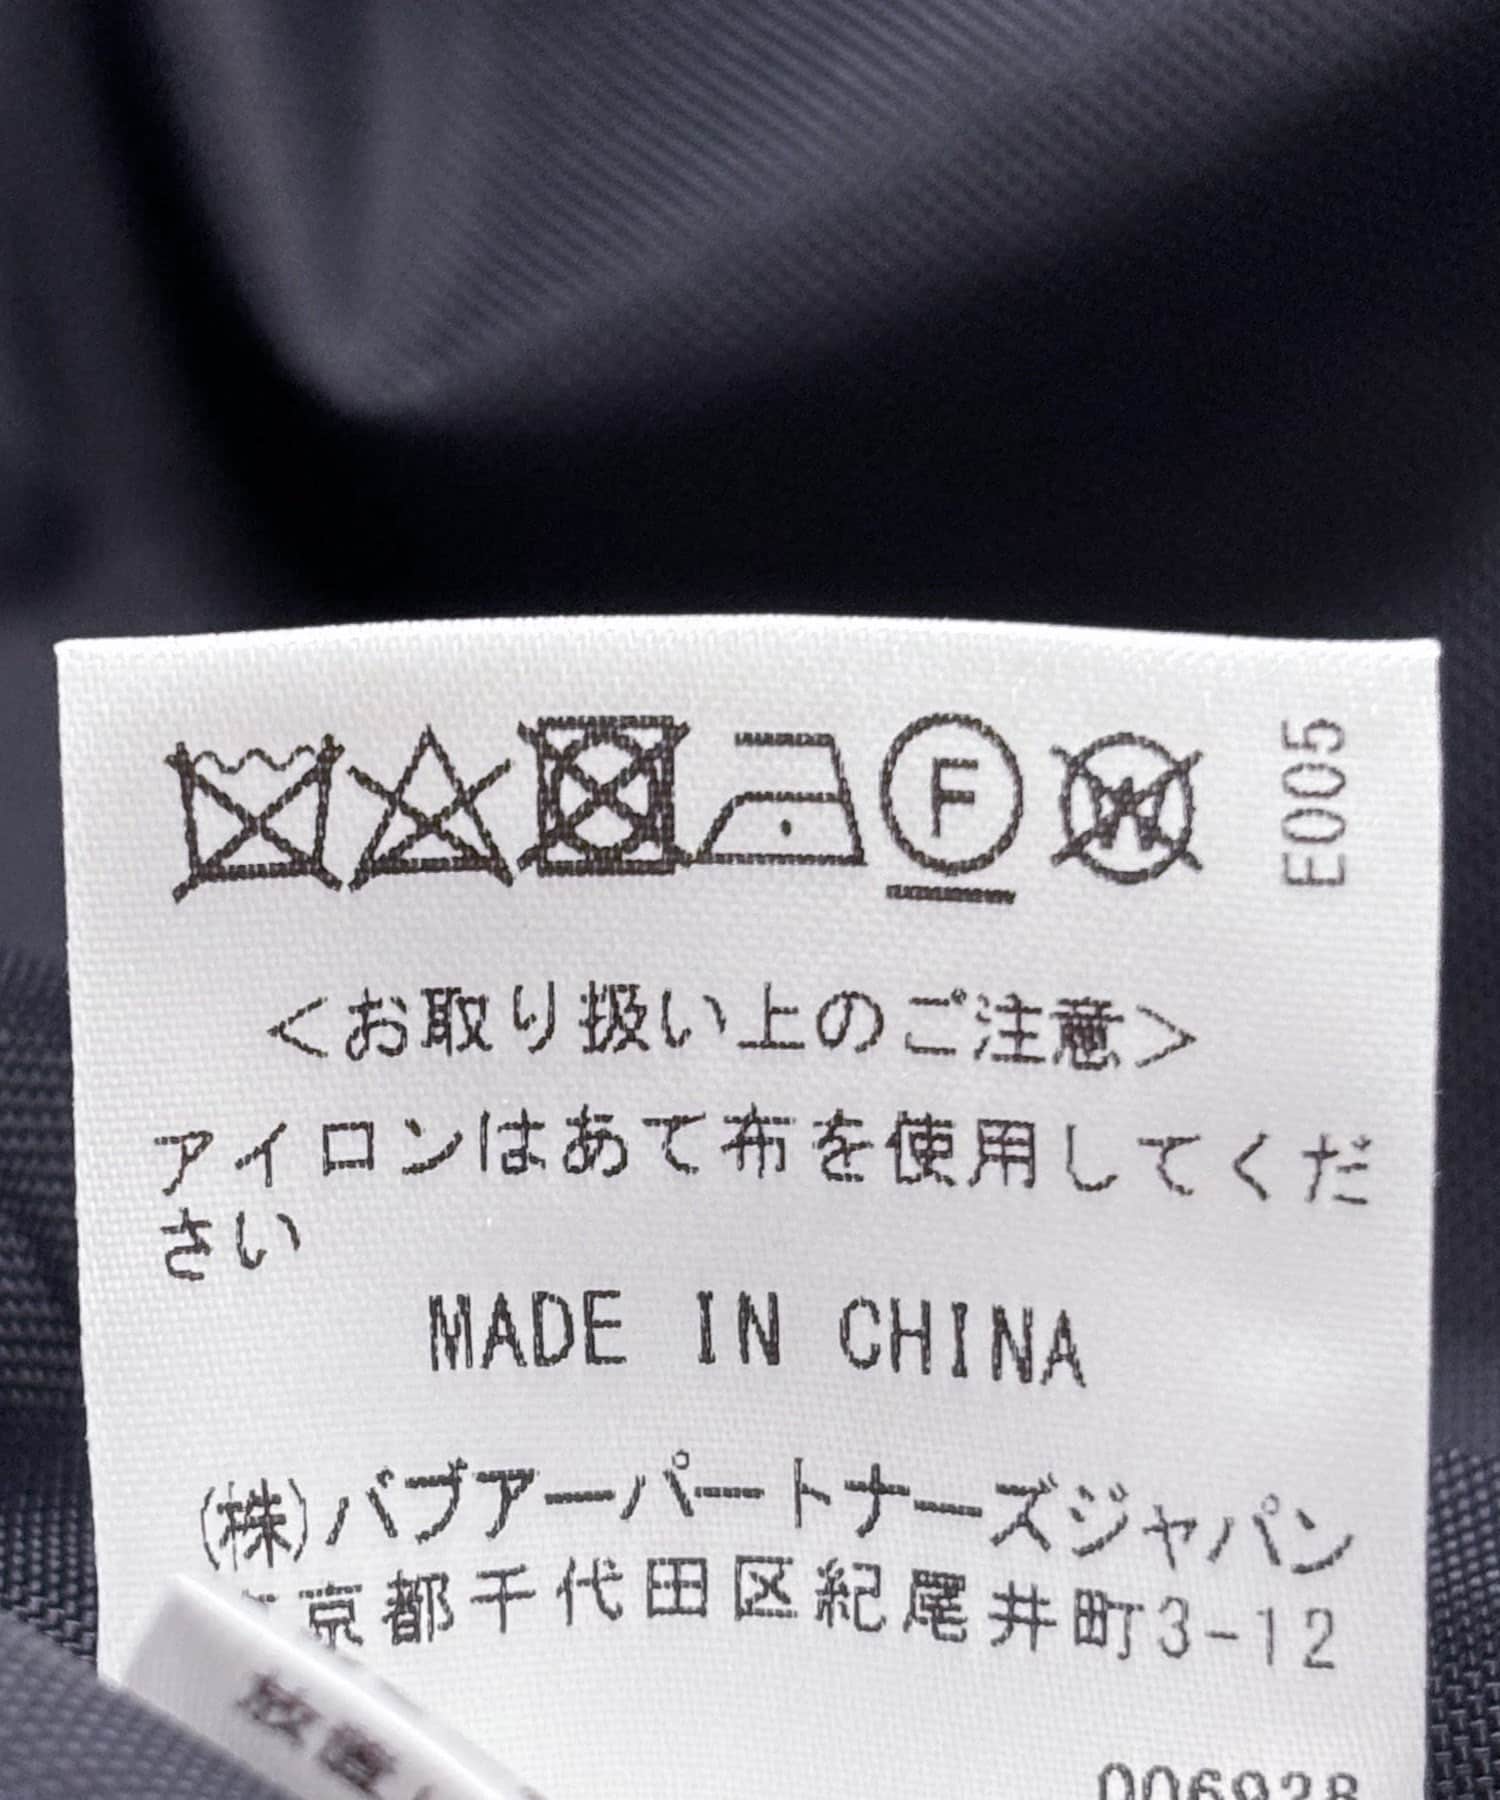 F
W
E005
＜お取り扱い上のご注意＞
アイロンはあて布を使用してくだ
さい
MADE IN CHINA
(株)バブアーパートナーズジャパン
京都千代田区紀尾井町3-12
放置
006928